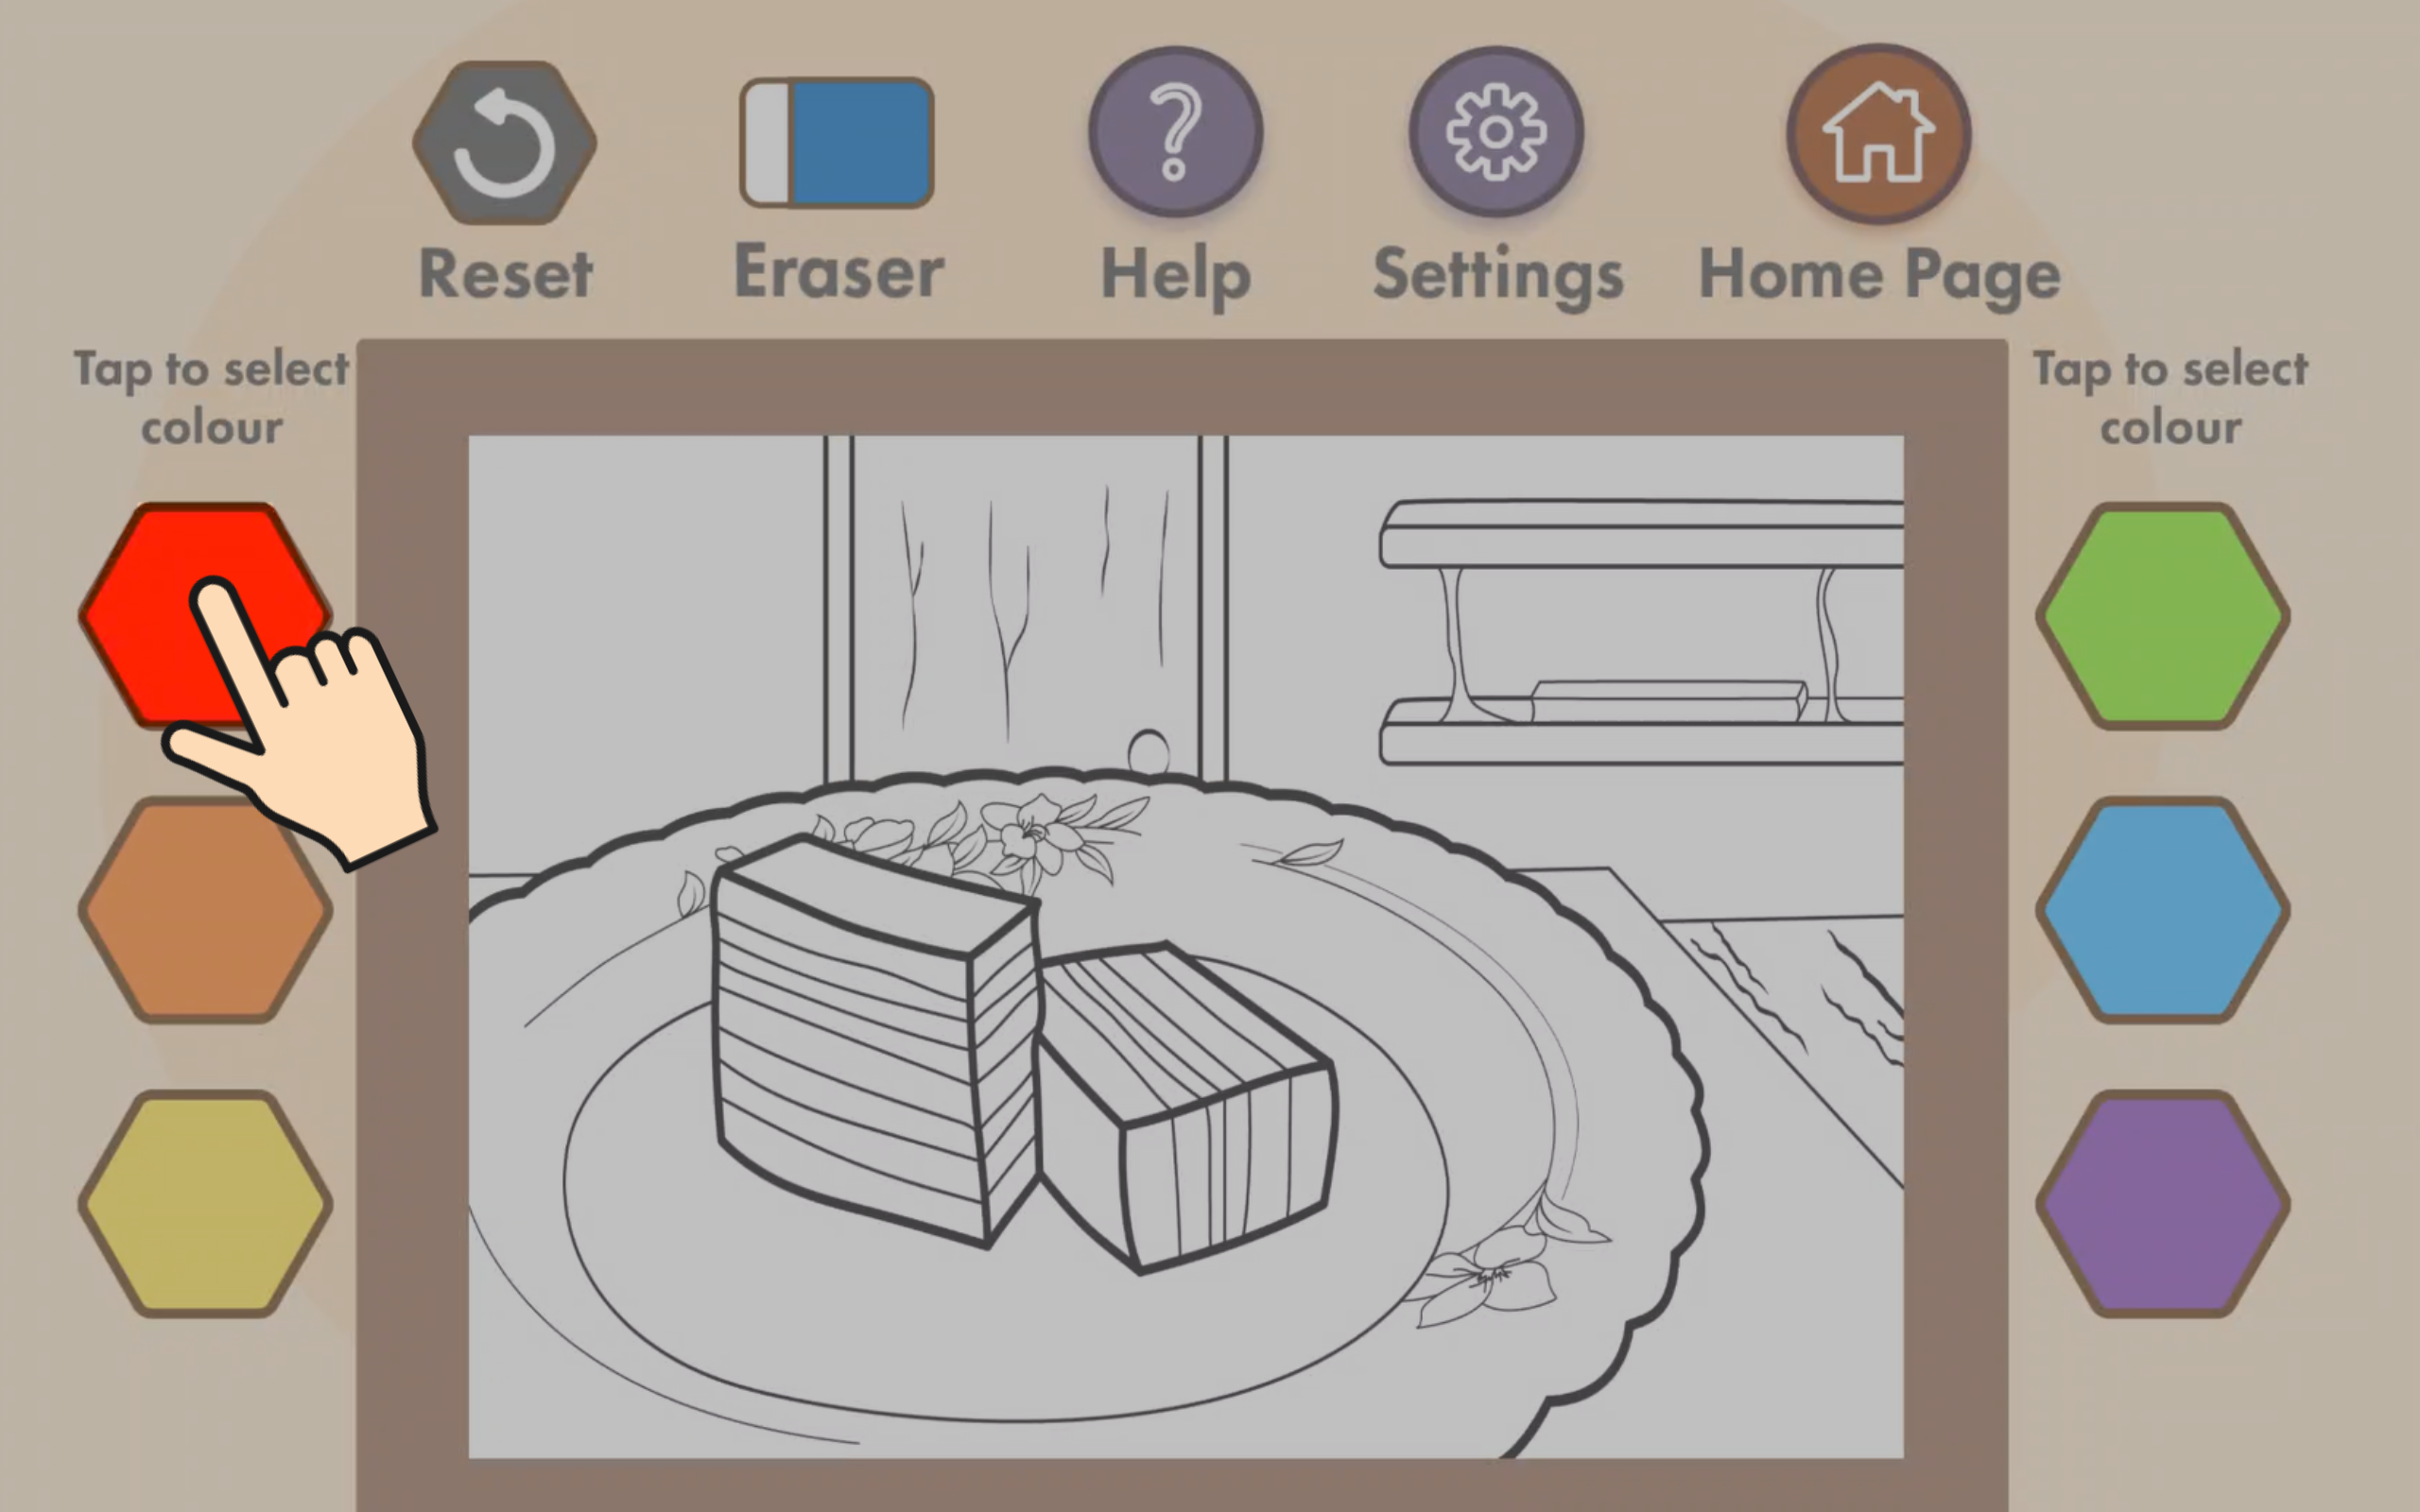 Reset
Eraser
Help
Settings
Home Page
Tap to select
colour
Tap to select
colour